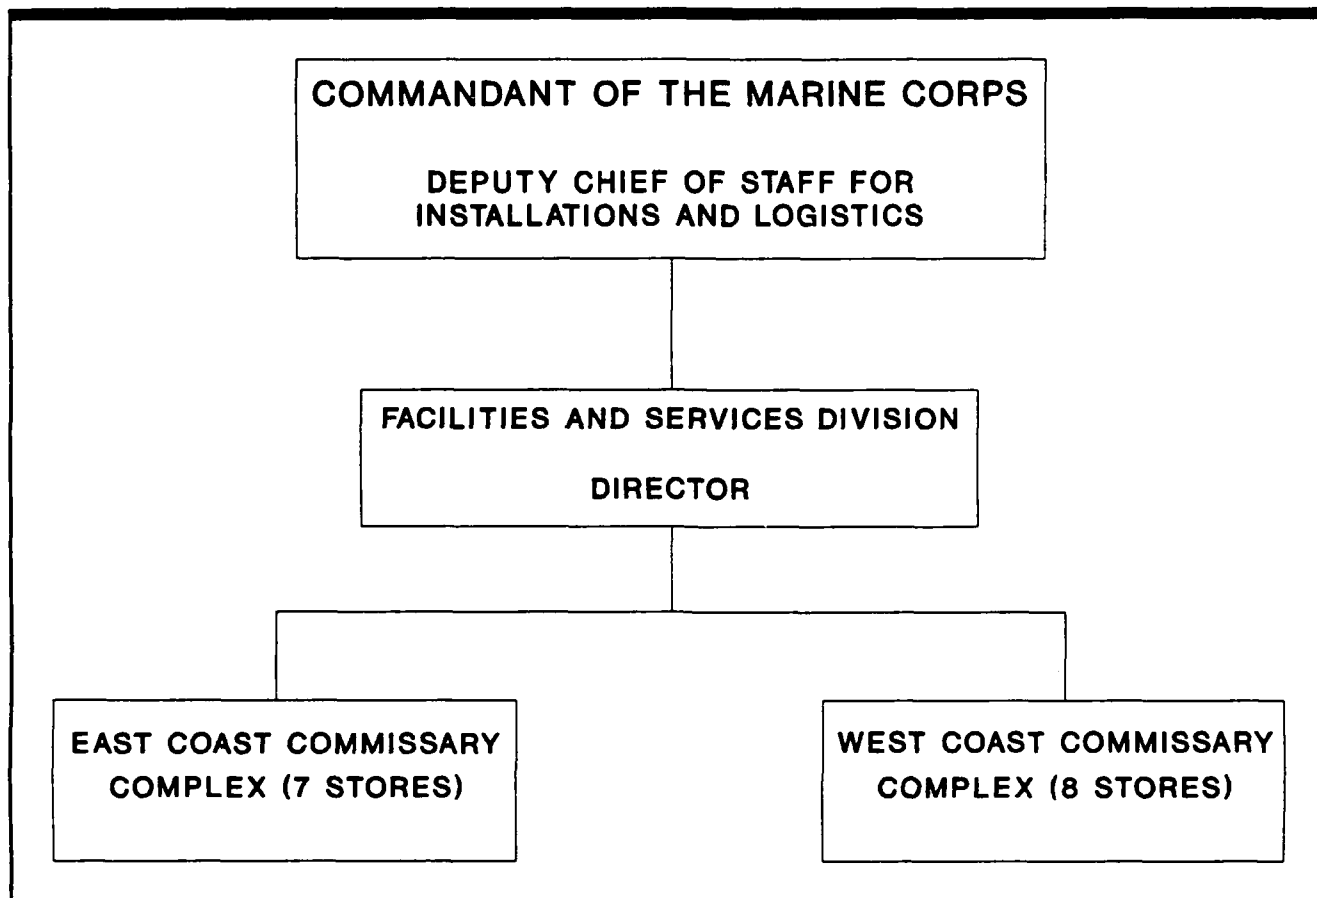 COMMANDANT OF THE MARINE CORPS
DEPUTY CHIEF OF STAFF FOR
INSTALLATIONS AND LOGISTICS
FACILITIES AND SERVICES DIVISION
DIRECTOR
EAST COAST COMMISSARY
COMPLEX (7 STORES)
WEST COAST COMMISSARY
COMPLEX (8 STORES)